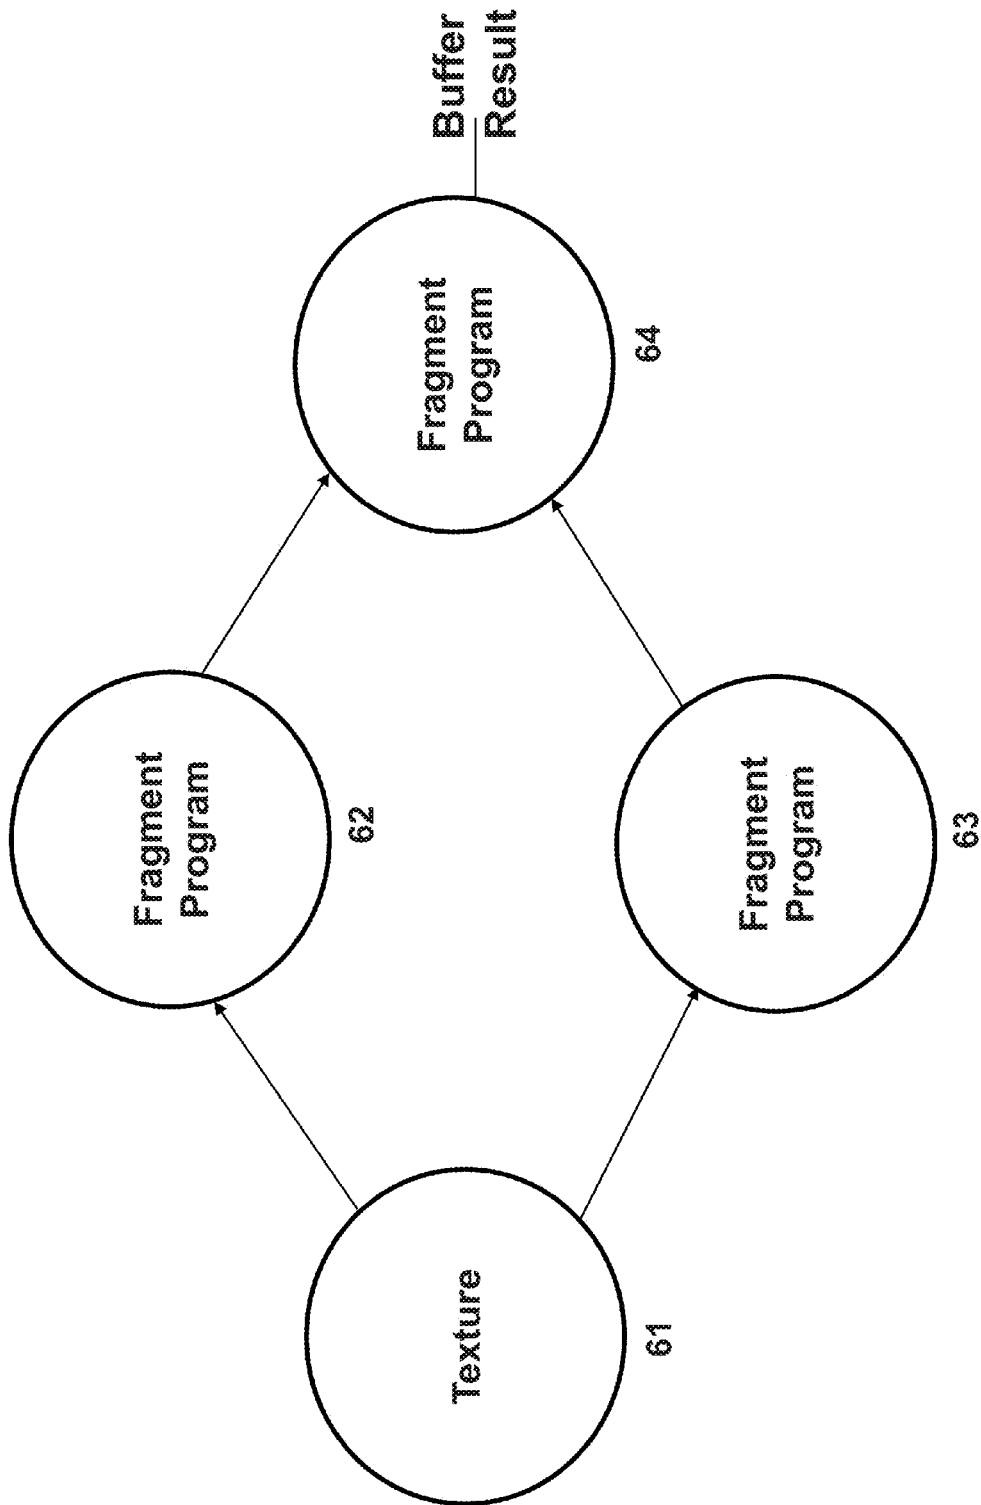 Texture
61
Fragment
Program
62
Fragment
Program
63
Fragment
Program
64
Buffer
Result